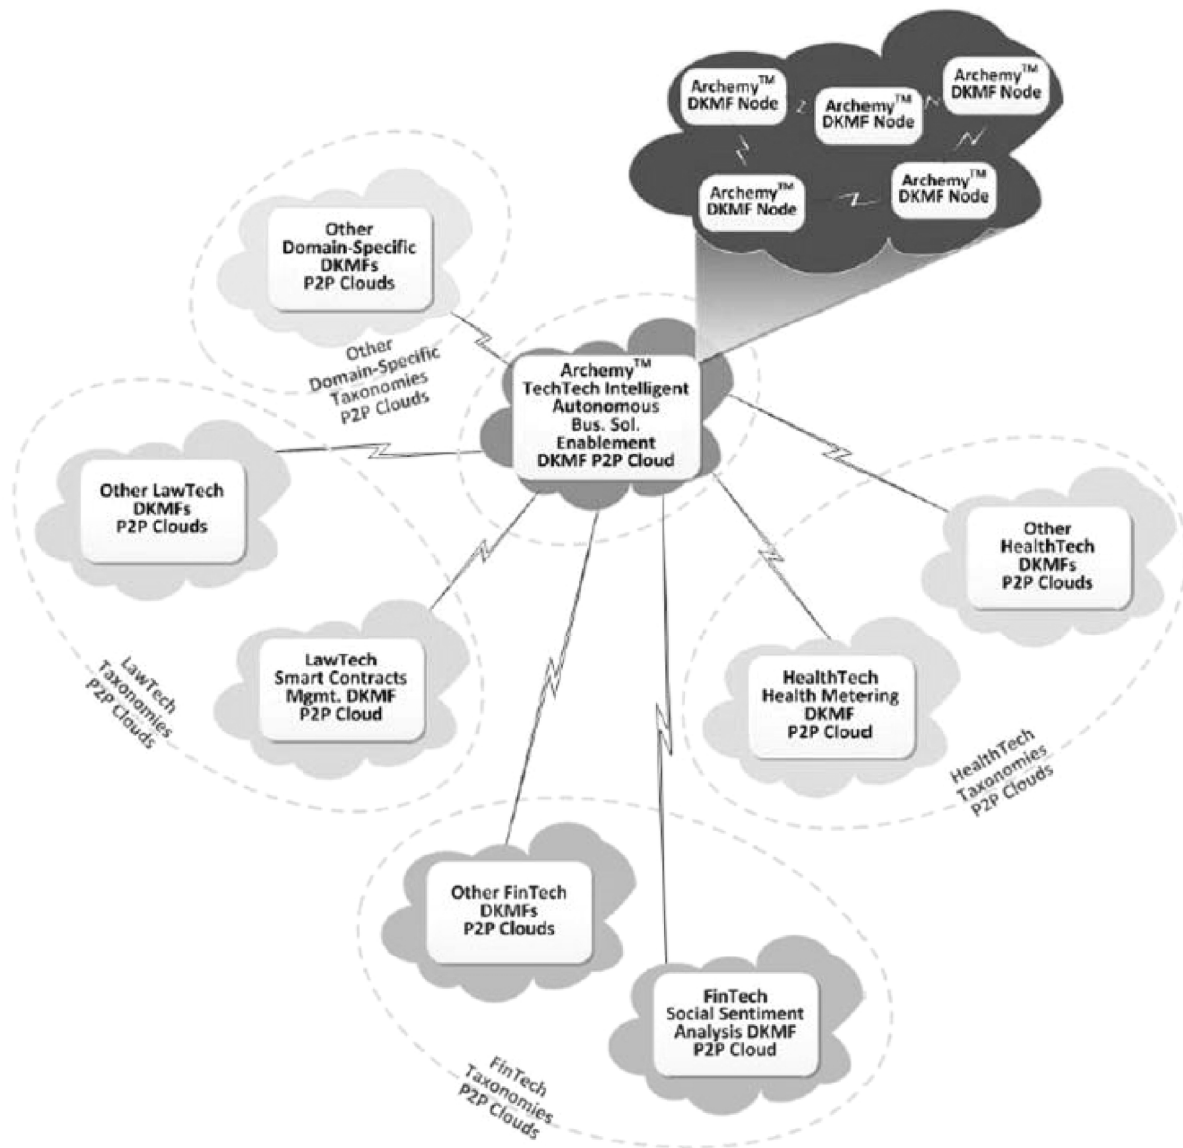 Archemy™
DKMF Node
Archemy™
DKMF Node
Archemy™
DKMF Node
Archemy™
DKMF Node
Archemy™
DKMF Node
Other
Domain-Specific
DKMFs
P2P Clouds
Other
Domain-Specific
Taxonomies
P2P Clouds
Archemy™
TechTech Intelligent
Autonomous
Bus. Sol.
Enablement
DKMF P2P Cloud
Other LawTech
DKMFs
P2P Clouds
Other
HealthTech
DKMFs
P2P Clouds
LawTech
Smart Contracts
Mgmt. DKMF
P2P Cloud
LawTech
Taxonomies
P2P Clouds
HealthTech
Health Metering
DKMF
P2P Cloud
HealthTech
Taxonomies
P2P Clouds
Other FinTech
DKMFs
P2P Clouds
FinTech
Social Sentiment
Analysis DKMF
P2P Cloud
FinTech
Taxonomies
P2P Clouds